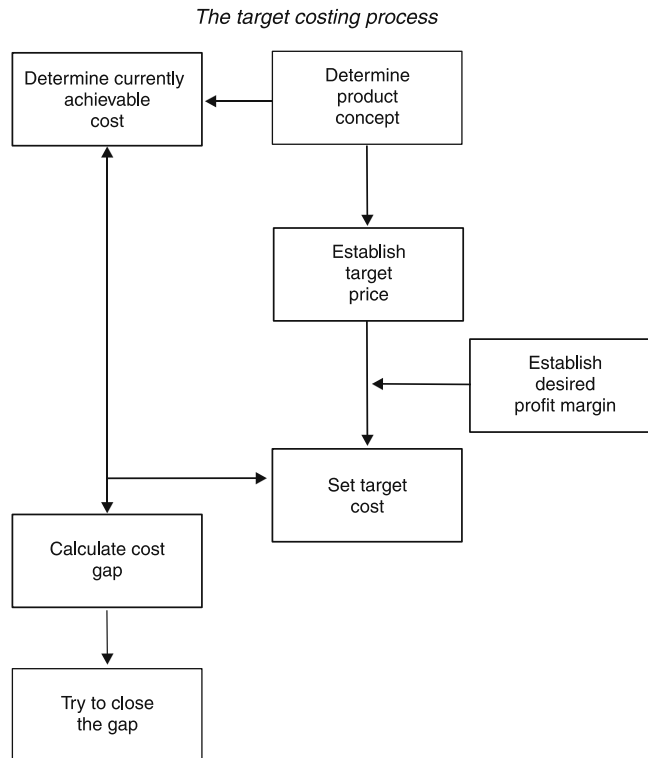 The target costing process
Determine currently
achievable
cost
Determine
product
concept
Establish
target
price
Establish
desired
profit margin
Set target
cost
Calculate cost
gap
Try to close
the gap